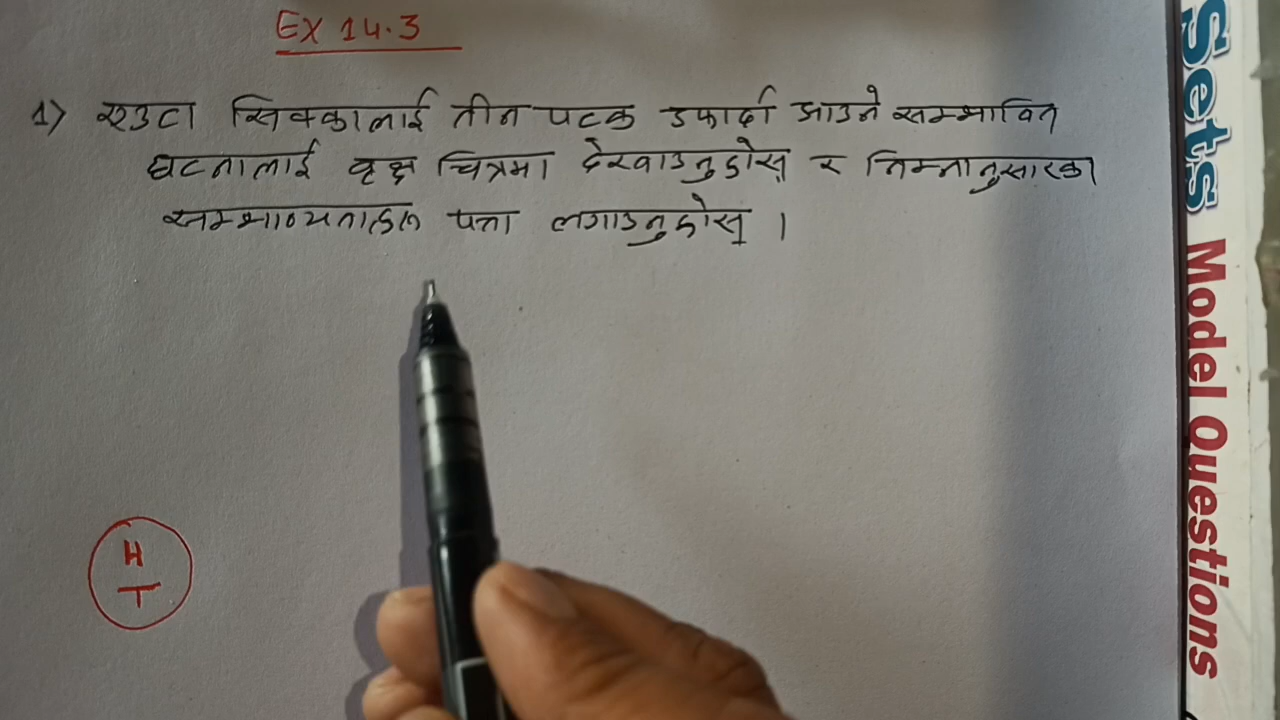 Ex 14.3
1) एउटा सिक्कालाई तीन पटक उफार्दा आउने सम्भावित
घटनालाई वृक्ष चित्रमा देखाउनुहोस् र निम्नानुसारका
सम्भाव्यताहरु पत्ता लगाउनुहोस् ।
H
T
Sets Model Questions